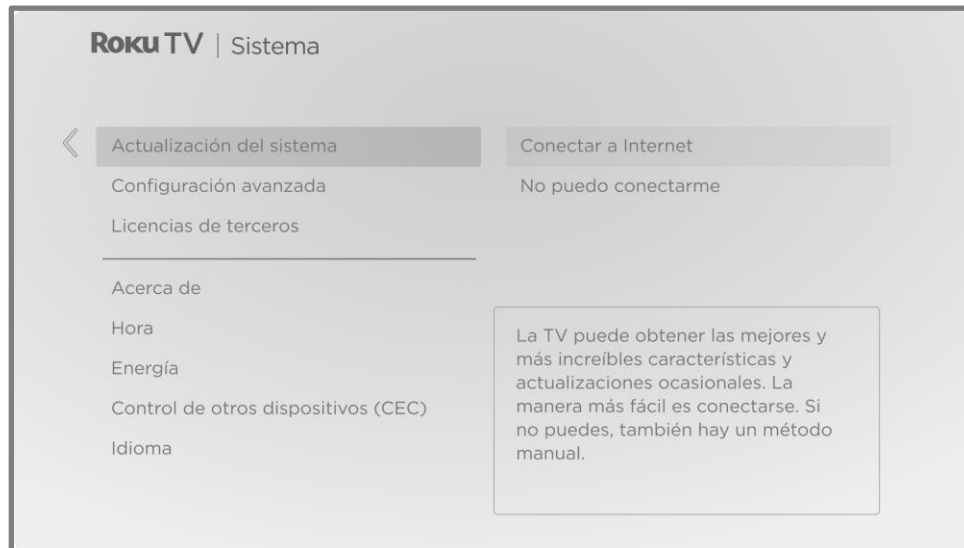 Roku TV | Sistema
Actualización del sistema
Configuración avanzada
Licencias de terceros
Acerca de
Hora
Energía
Control de otros dispositivos (CEC)
Idioma
Conectar a Internet
No puedo conectarme
La TV puede obtener las mejores y
más increíbles características y
actualizaciones ocasionales. La
manera más fácil es conectarse. Si
no puedes, también hay un método
manual.